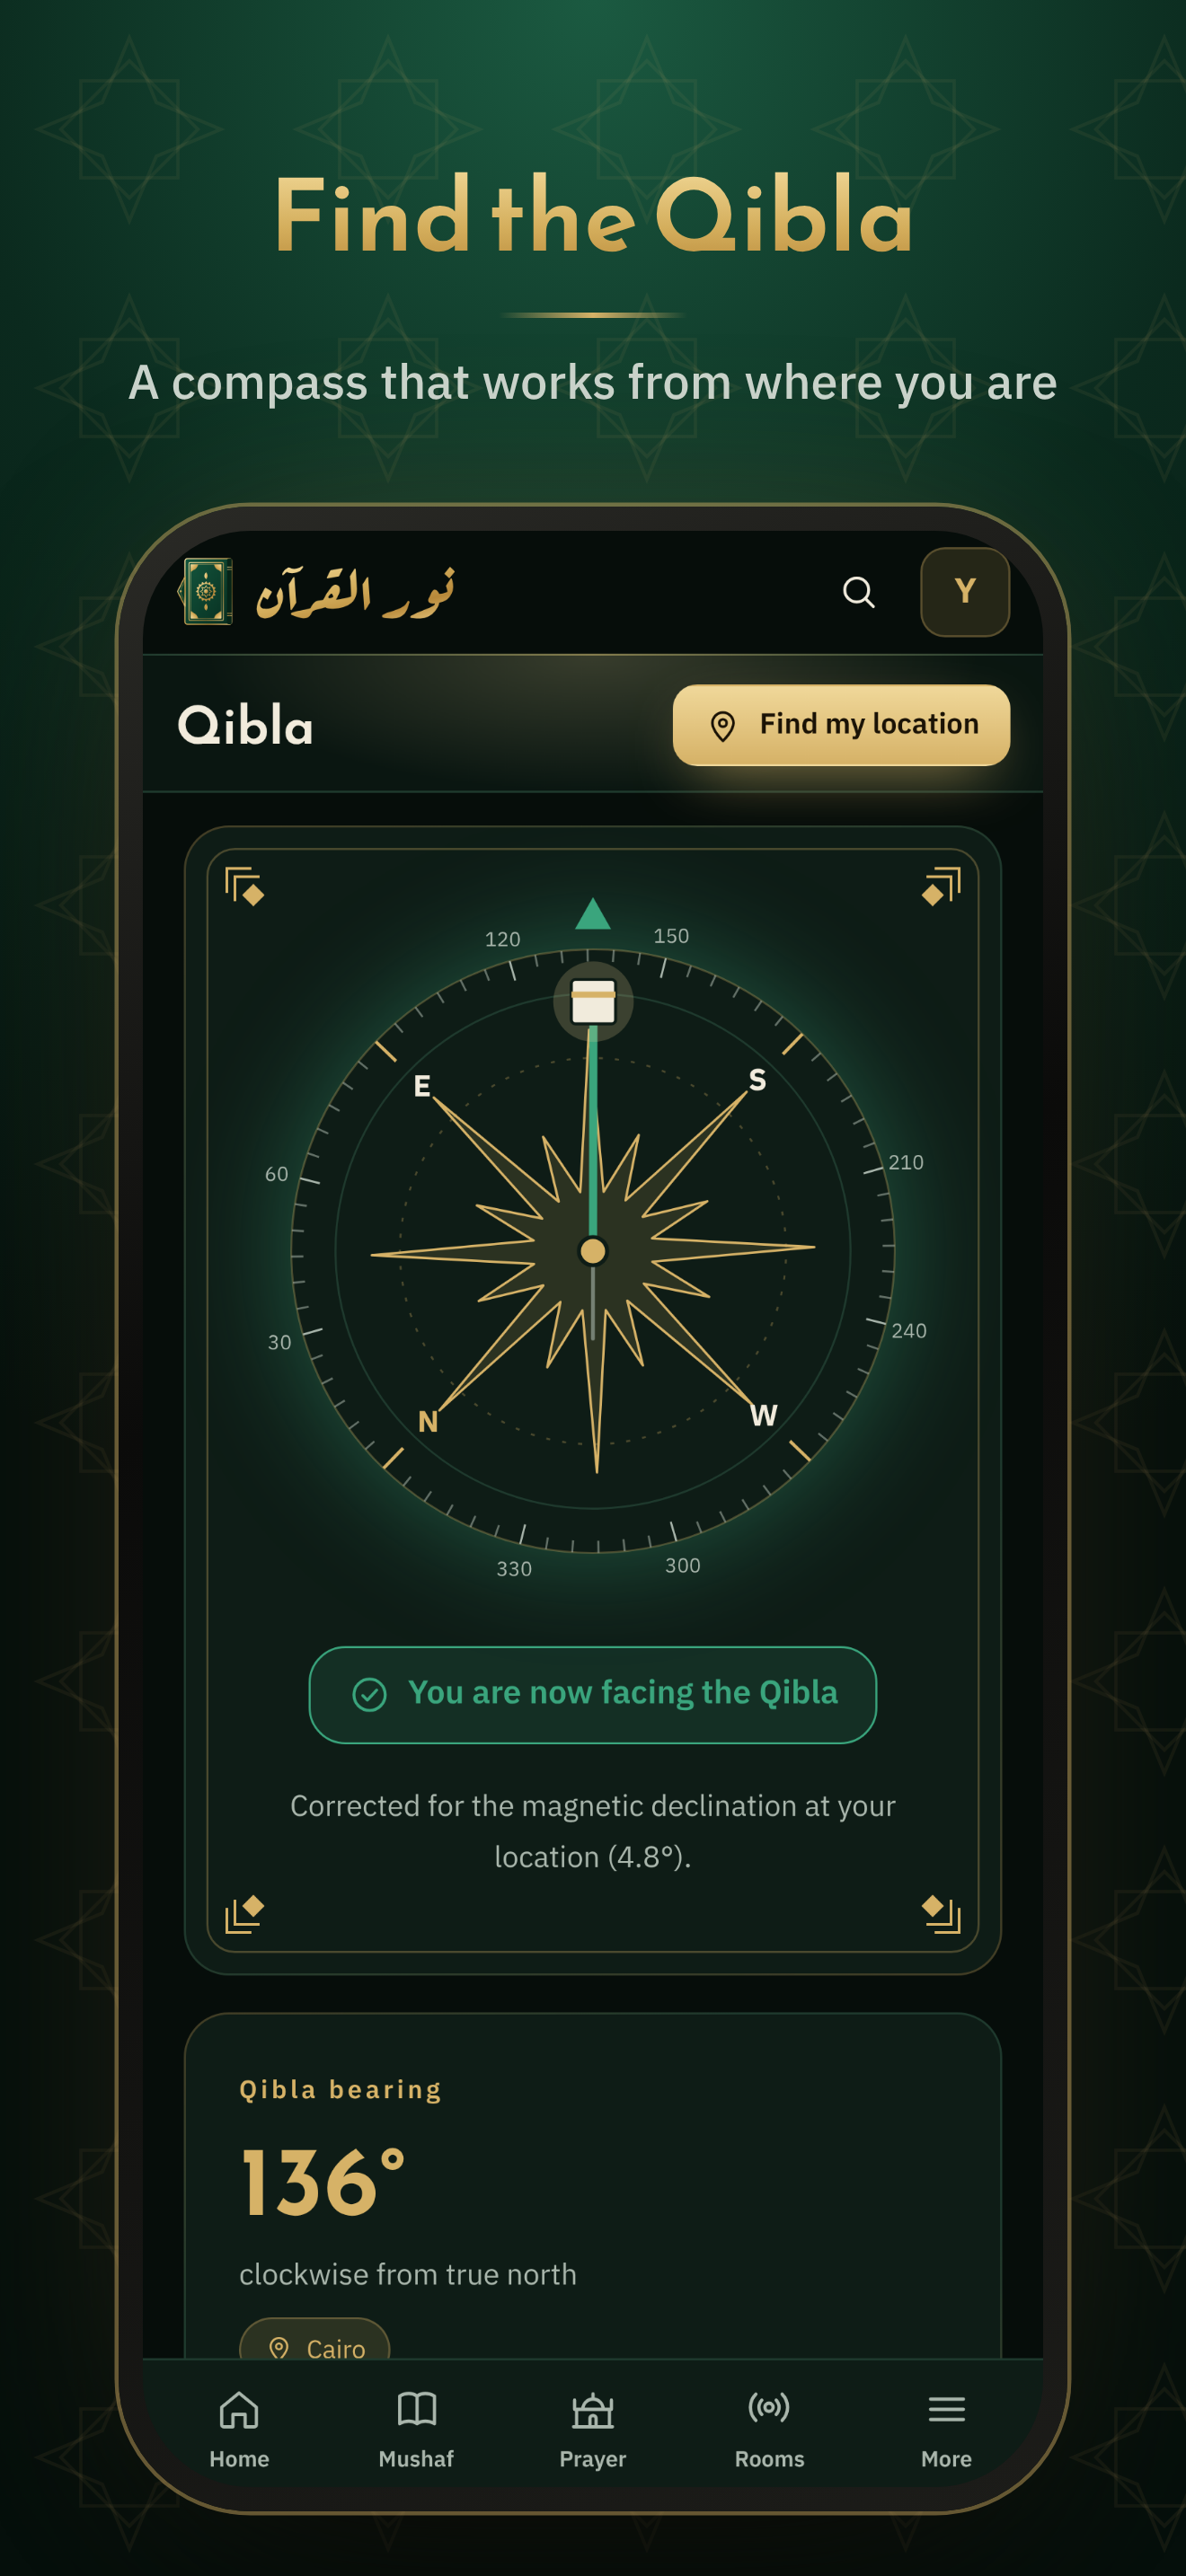 Find the Qibla
A compass that works from where you are
نور القرآن
Y
Qibla
Find my location
120
150
E
S
60
210
30
240
N
W
330
300
You are now facing the Qibla
Corrected for the magnetic declination at your
location (4.8°).
Qibla bearing
136°
clockwise from true north
Cairo
Home
Mushaf
Prayer
Rooms
More